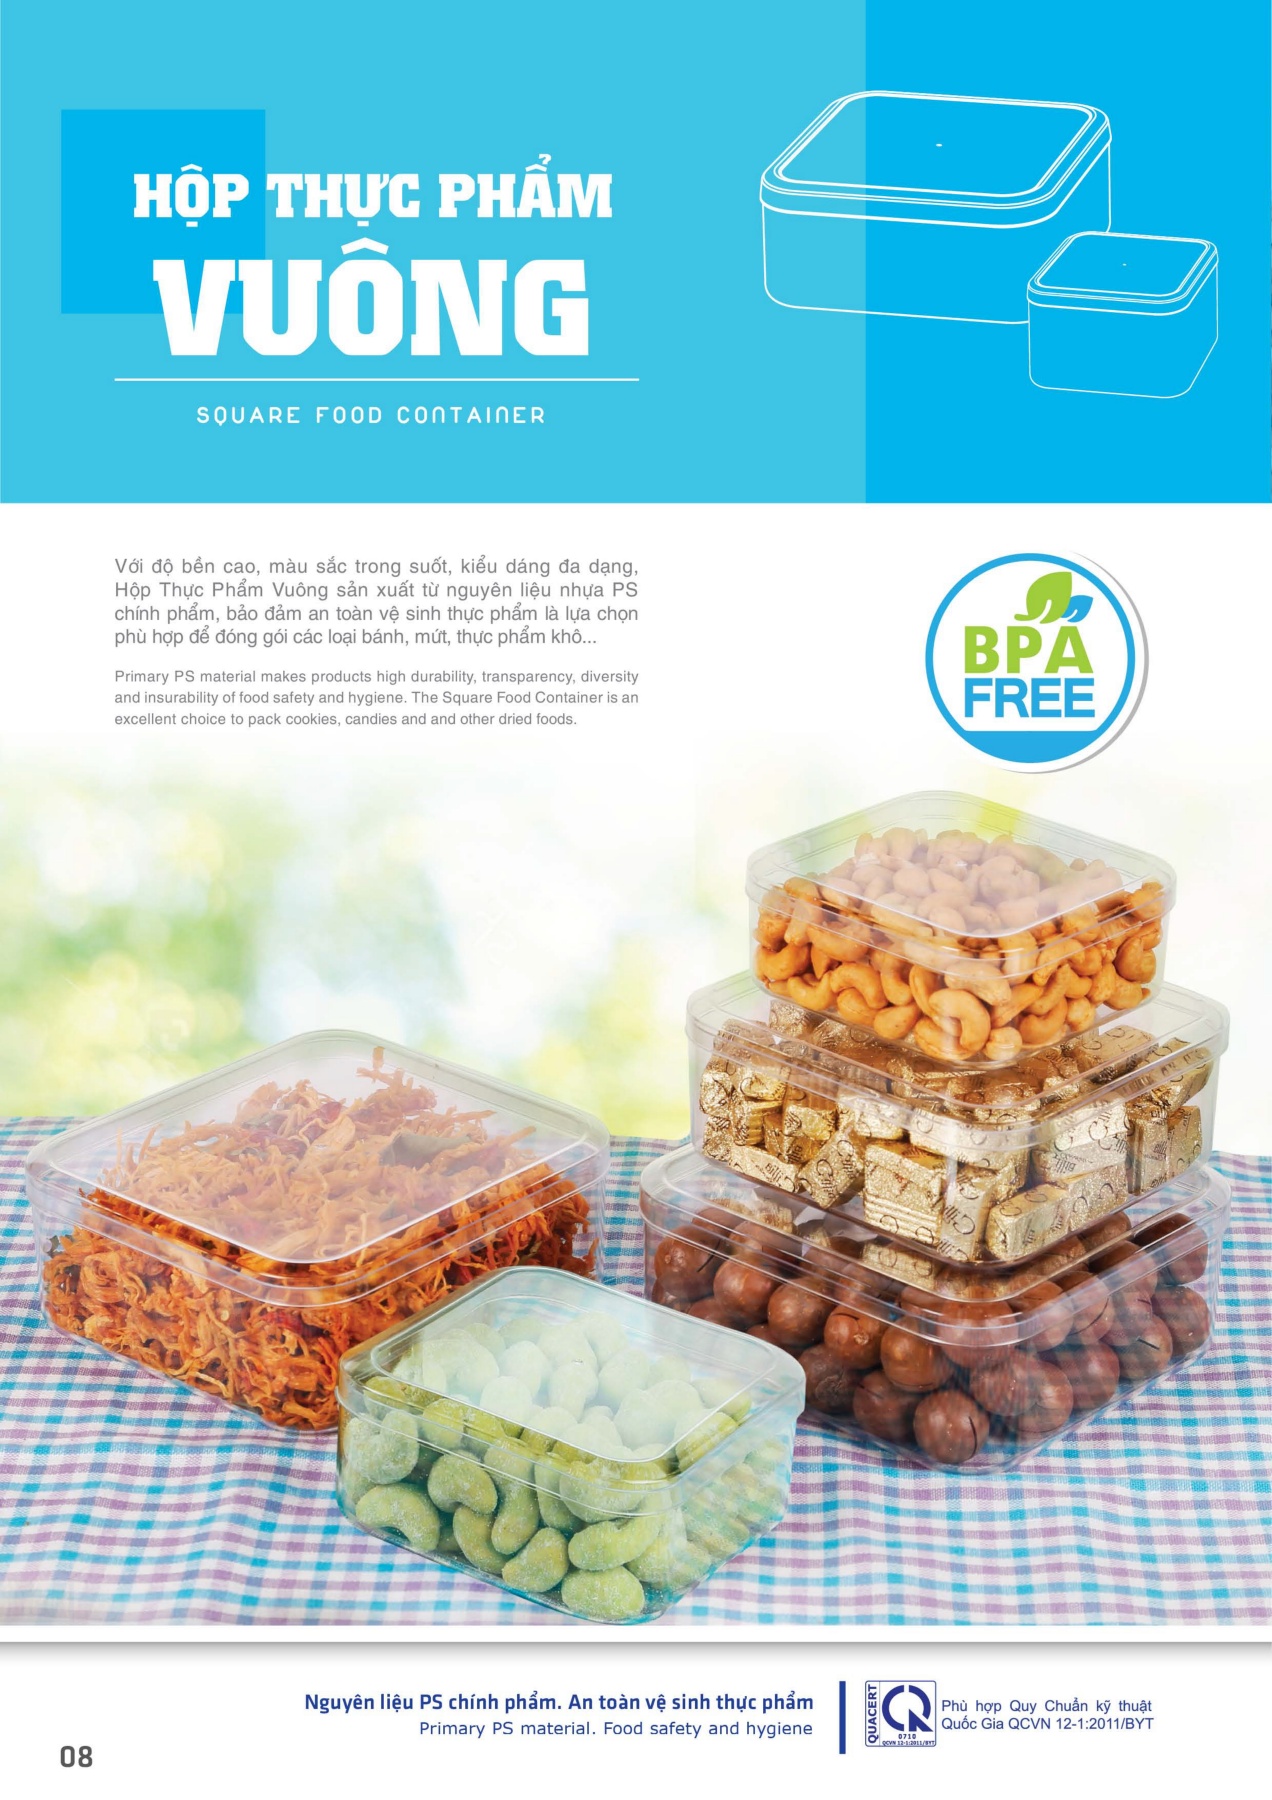 HỘP THỰC PHẨM
VUÔNG
SQUARE FOOD CONTAINER
Với độ bền cao, màu sắc trong suốt, kiểu dáng đa dạng,
Hộp Thực Phẩm Vuông sản xuất từ nguyên liệu nhựa PS
chính phẩm, bảo đảm an toàn vệ sinh thực phẩm là lựa chọn
phù hợp để đóng gói các loại bánh, mứt, thực phẩm khô...
Primary PS material makes products high durability, transparency, diversity
and insurability of food safety and hygiene. The Square Food Container is an
excellent choice to pack cookies, candies and and other dried foods.
BPA
FREE
Nguyên liệu PS chính phẩm. An toàn vệ sinh thực phẩm
Primary PS material. Food safety and hygiene
QUACERT
0710
QCVN 12-1:2011/BYT
Phù hợp Quy Chuẩn kỹ thuật
Quốc Gia QCVN 12-1:2011/BYT
08